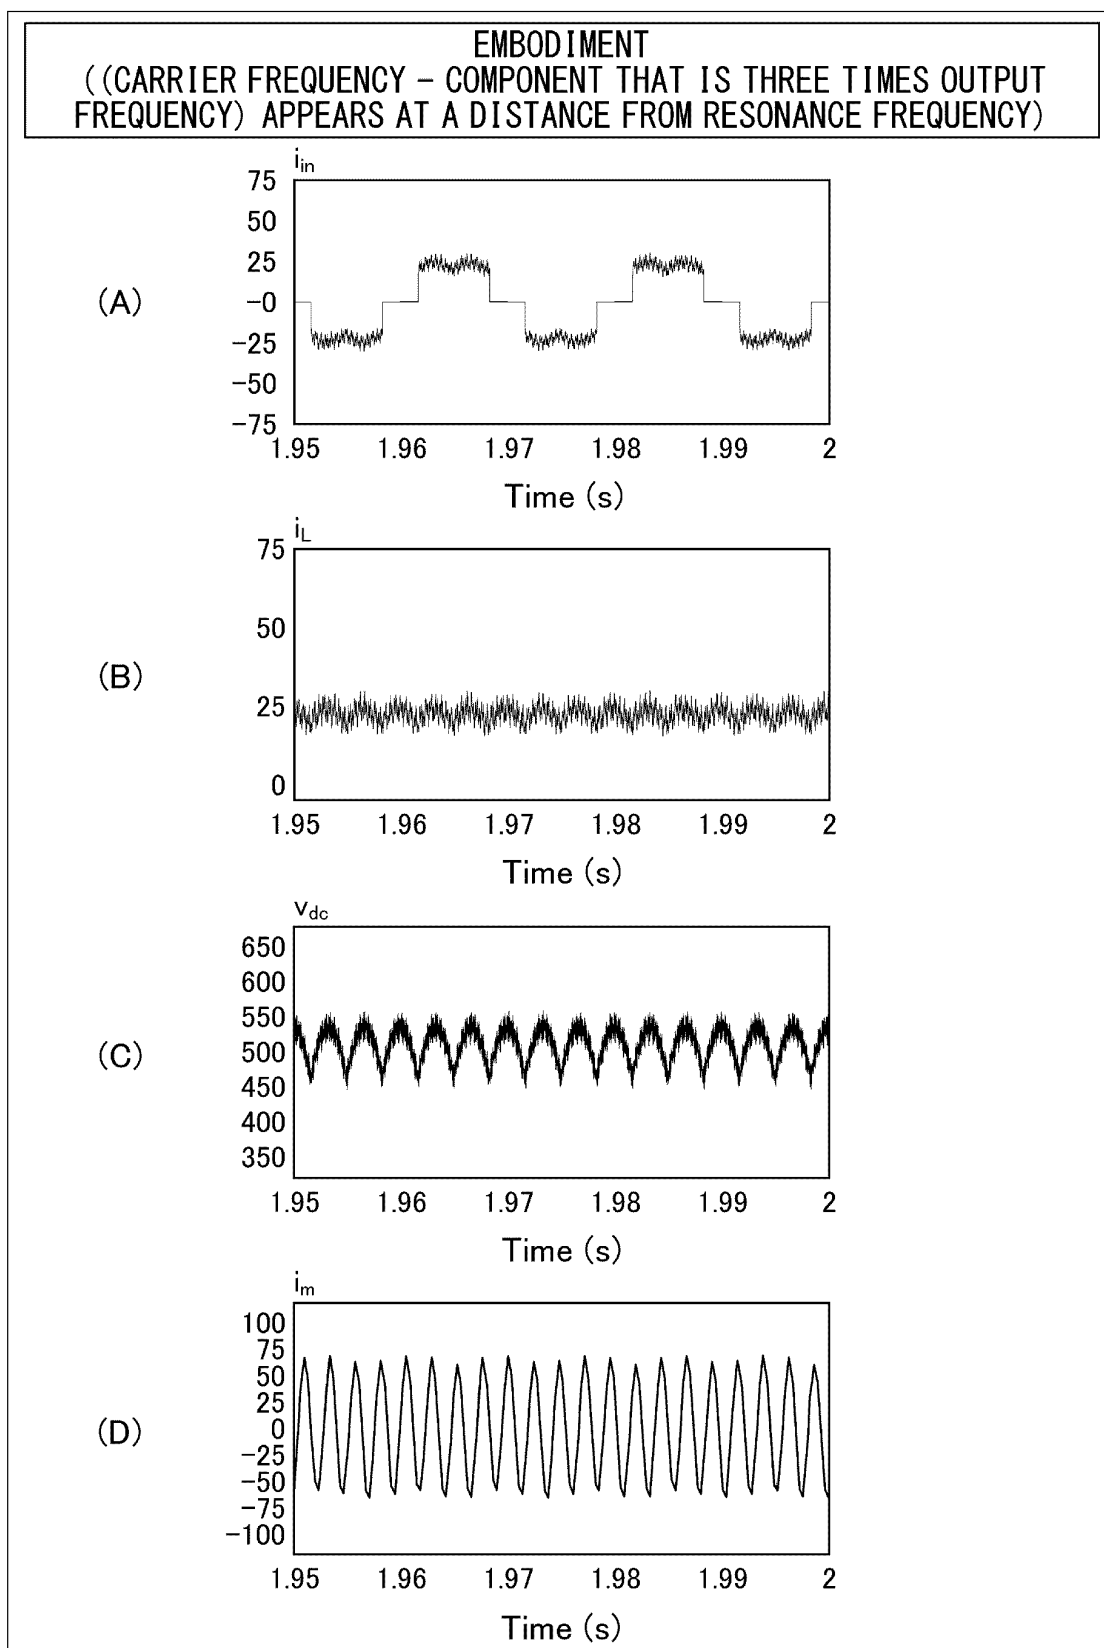 EMBODIMENT
((CARRIER FREQUENCY - COMPONENT THAT IS THREE TIMES OUTPUT
FREQUENCY) APPEARS AT A DISTANCE FROM RESONANCE FREQUENCY)
(A)
i_in
75
50
25
-0
-25
-50
-75
1.95 1.96 1.97 1.98 1.99 2
Time (s)
(B)
i_L
75
50
25
0
1.95 1.96 1.97 1.98 1.99 2
Time (s)
(C)
v_dc
650
600
550
500
450
400
350
1.95 1.96 1.97 1.98 1.99 2
Time (s)
(D)
i_m
100
75
50
25
0
-25
-50
-75
-100
1.95 1.96 1.97 1.98 1.99 2
Time (s)